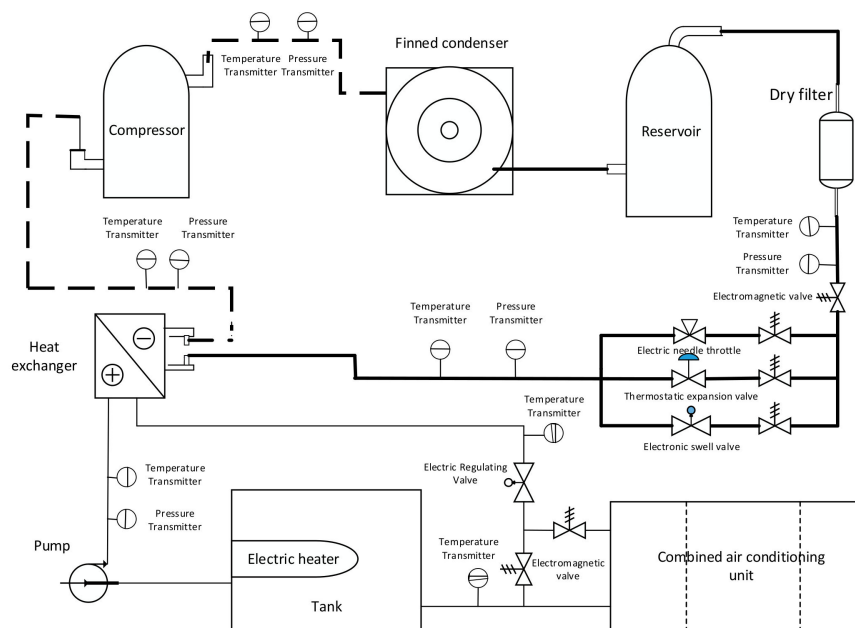 Temperature
Transmitter
Pressure
Transmitter
Finned condenser
Compressor
Reservoir
Dry filter
Temperature
Transmitter
Pressure
Transmitter
Temperature
Transmitter
Pressure
Transmitter
Electromagnetic valve
Heat
exchanger
Temperature
Transmitter
Pressure
Transmitter
Electric needle throttle
Thermostatic expansion valve
Electronic swell valve
Temperature
Transmitter
Temperature
Transmitter
Pressure
Transmitter
Electric Regulating
Valve
Pump
Electric heater
Tank
Temperature
Transmitter
Electromagnetic
valve
Combined air conditioning
unit